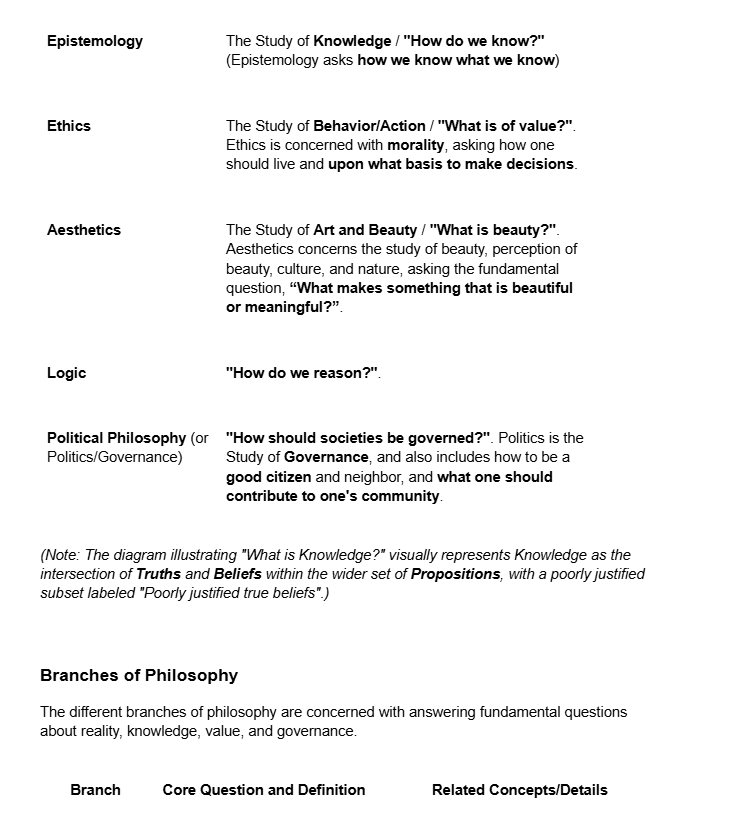 Epistemology The Study of Knowledge / "How do we know?"
(Epistemology asks how we know what we know)
Ethics The Study of Behavior/Action / "What is of value?".
Ethics is concerned with morality, asking how one
should live and upon what basis to make decisions.
Aesthetics The Study of Art and Beauty / "What is beauty?".
Aesthetics concerns the study of beauty, perception of
beauty, culture, and nature, asking the fundamental
question, “What makes something that is beautiful
or meaningful?”.
Logic "How do we reason?".
Political Philosophy (or "How should societies be governed?". Politics is the
Politics/Governance) Study of Governance, and also includes how to be a
good citizen and neighbor, and what one should
contribute to one's community.
(Note: The diagram illustrating "What is Knowledge?" visually represents Knowledge as the
intersection of Truths and Beliefs within the wider set of Propositions, with a poorly justified
subset labeled "Poorly justified true beliefs".)
Branches of Philosophy
The different branches of philosophy are concerned with answering fundamental questions
about reality, knowledge, value, and governance.
Branch Core Question and Definition Related Concepts/Details